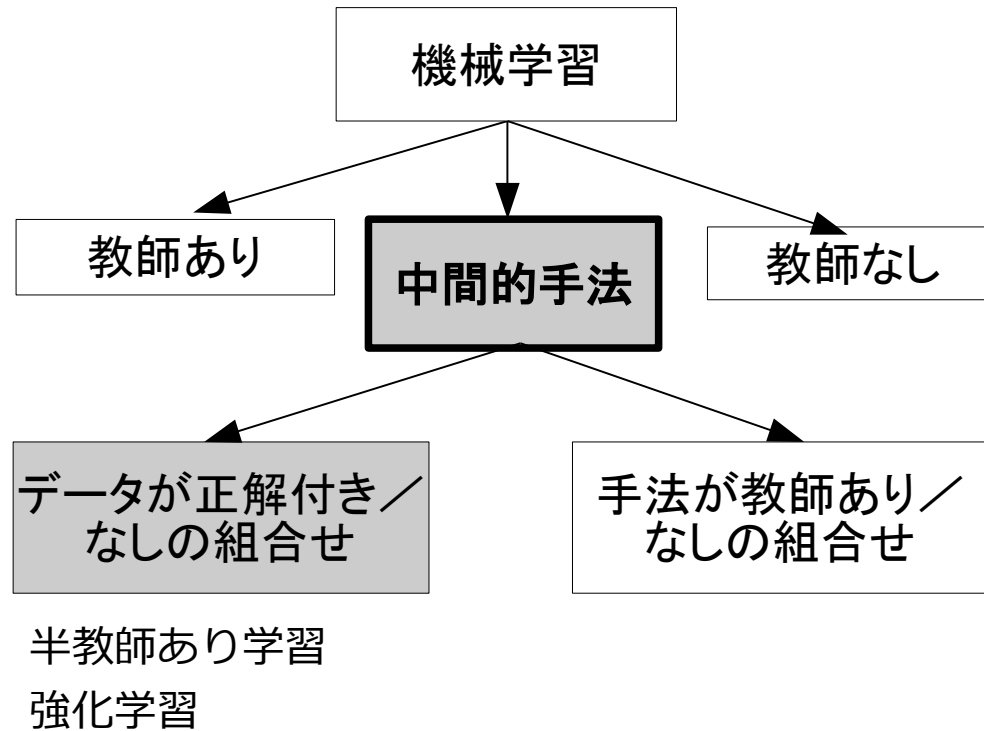 機械学習
教師あり
中間的手法
教師なし
データが正解付き／
なしの組合せ
手法が教師あり／
なしの組合せ
半教師あり学習
強化学習